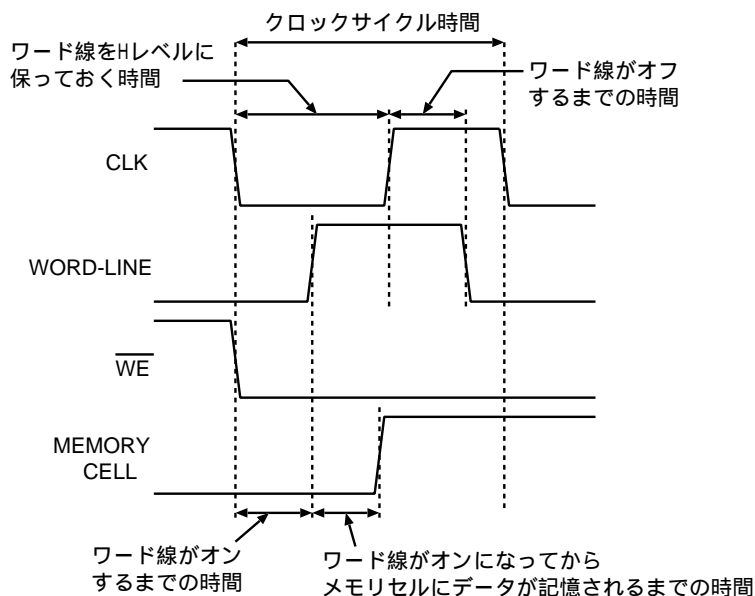 クロックサイクル時間
ワード線をHレベルに
保っておく時間
ワード線がオフ
するまでの時間
CLK
WORD-LINE
WE
MEMORY
CELL
ワード線がオン
するまでの時間
ワード線がオンになってから
メモリセルにデータが記憶されるまでの時間